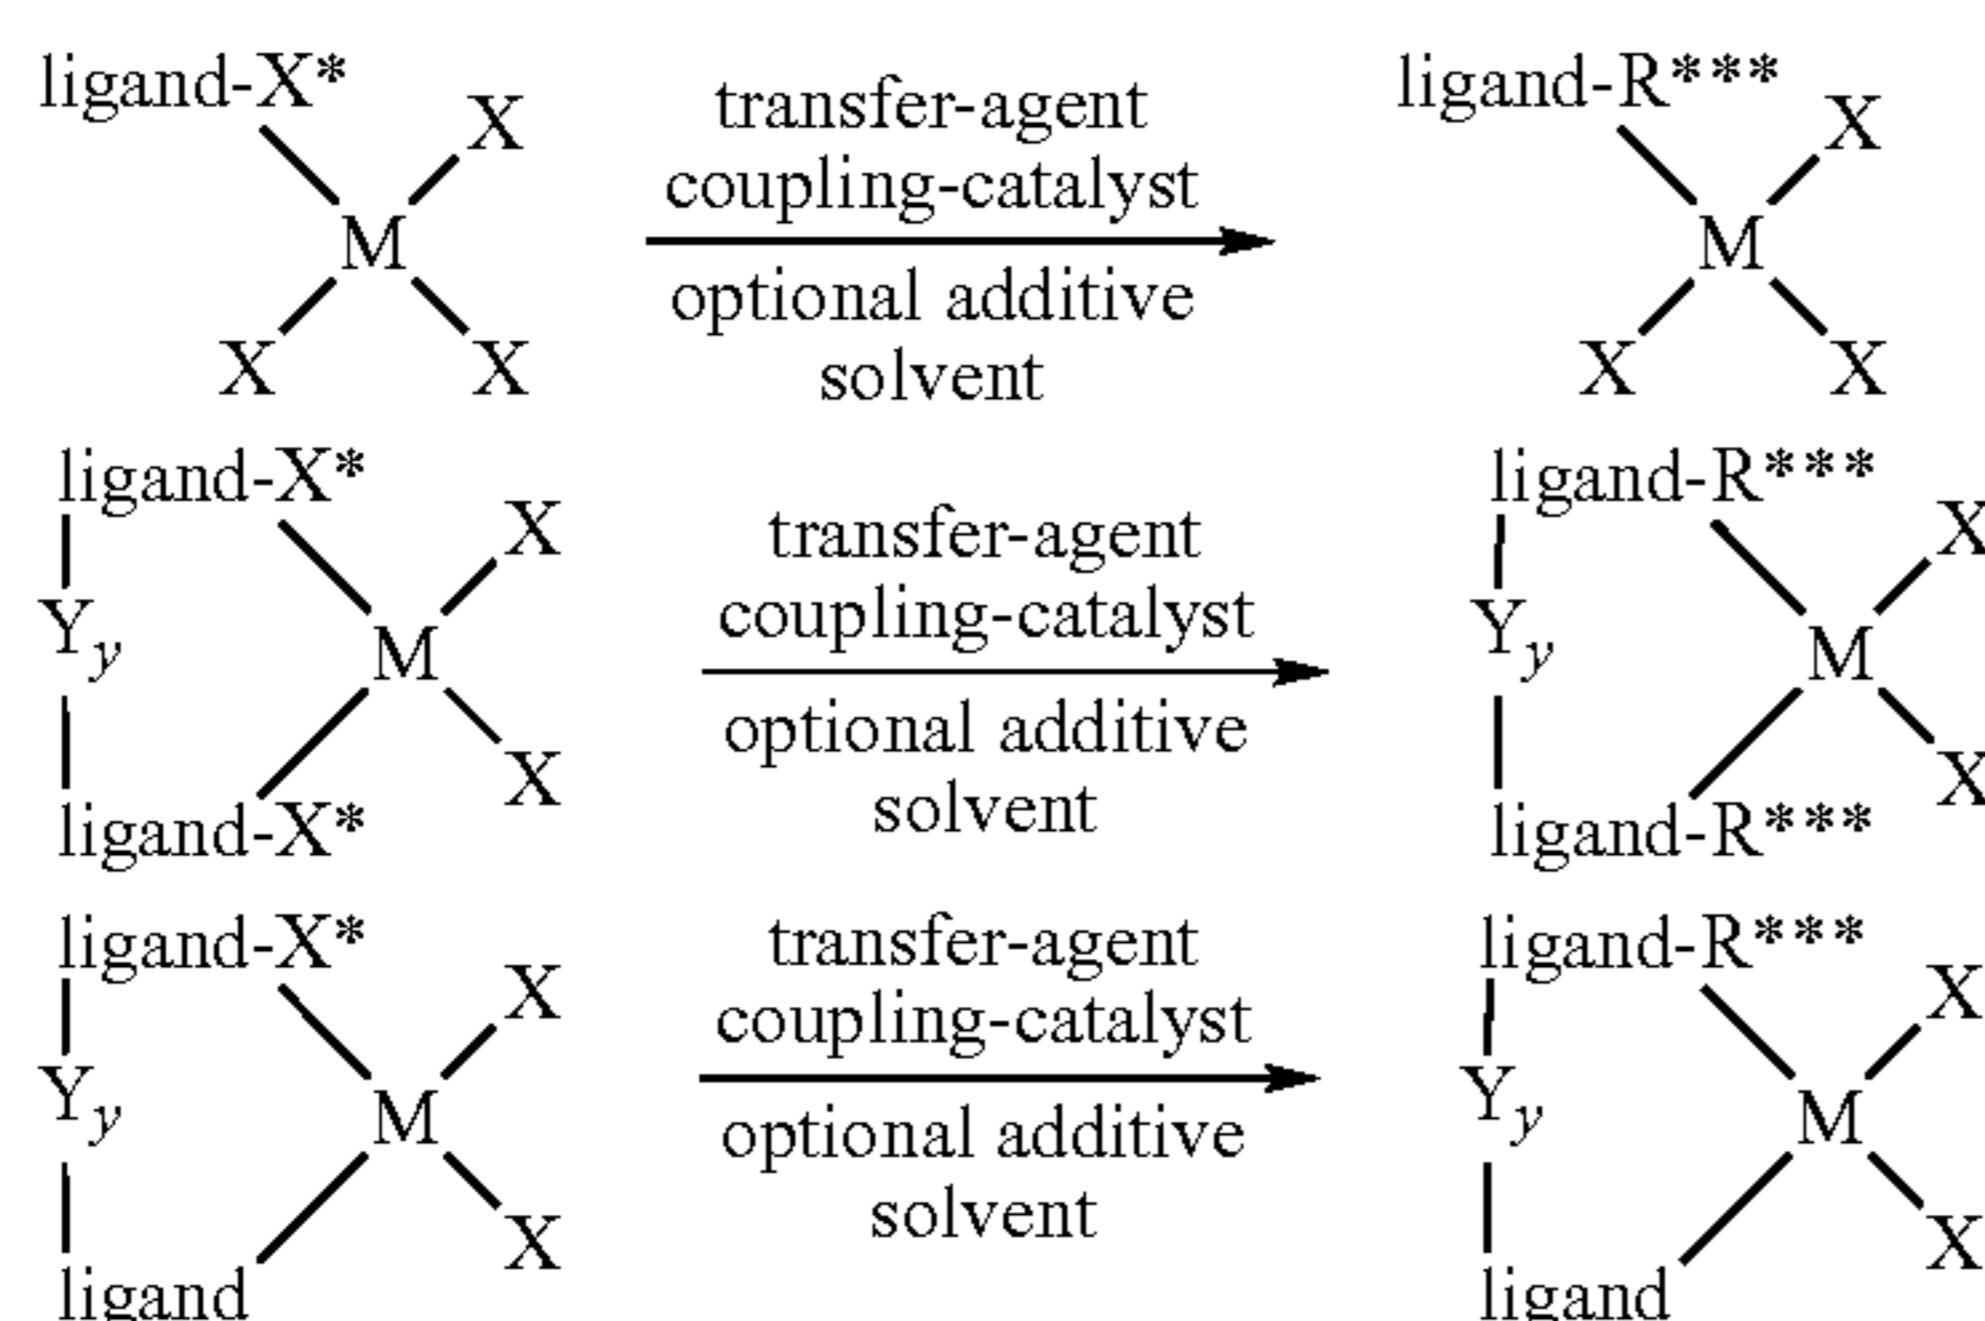 ligand-X*
X
M
X
X
transfer-agent
coupling-catalyst
optional additive
solvent
ligand-R***
X
M
X
X
ligand-X*
X
Yy
M
X
ligand-X*
transfer-agent
coupling-catalyst
optional additive
solvent
ligand-R***
X
Yy
M
X
ligand-R***
ligand-X*
X
Yy
M
X
ligand
transfer-agent
coupling-catalyst
optional additive
solvent
ligand-R***
X
Yy
M
X
ligand